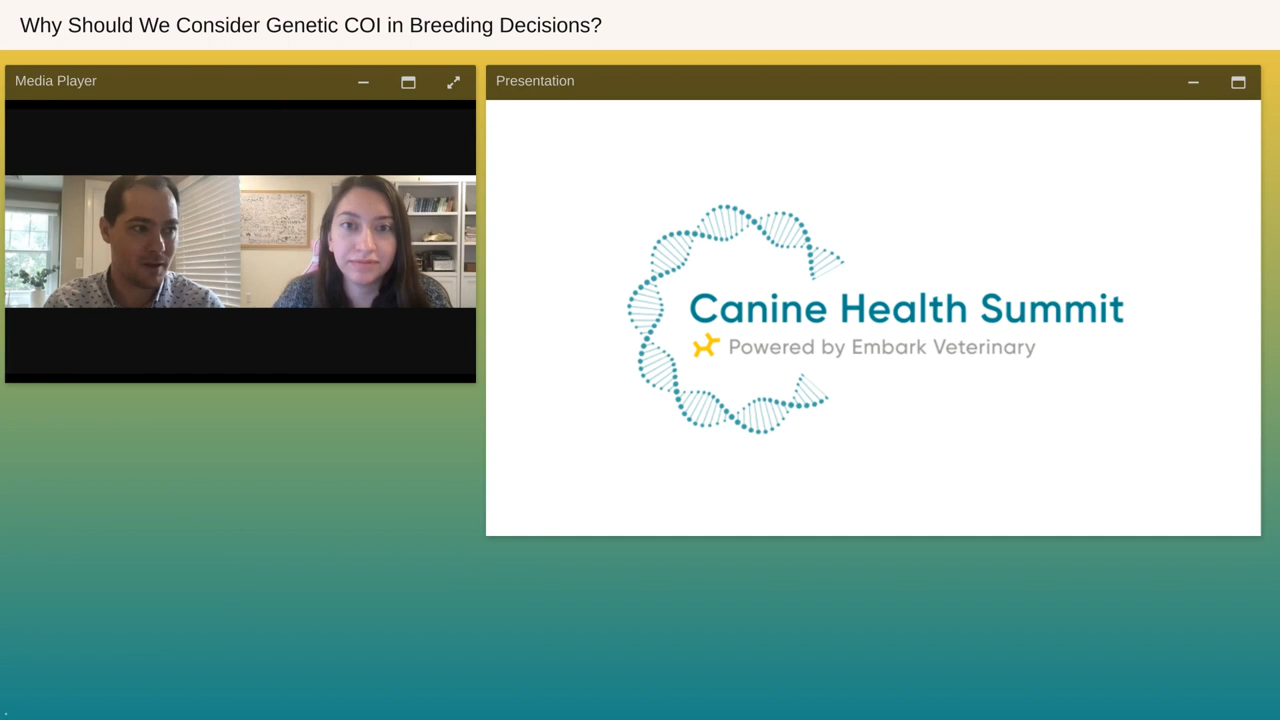 Why Should We Consider Genetic COI in Breeding Decisions?
Media Player
Presentation
Canine Health Summit
Powered by Embark Veterinary